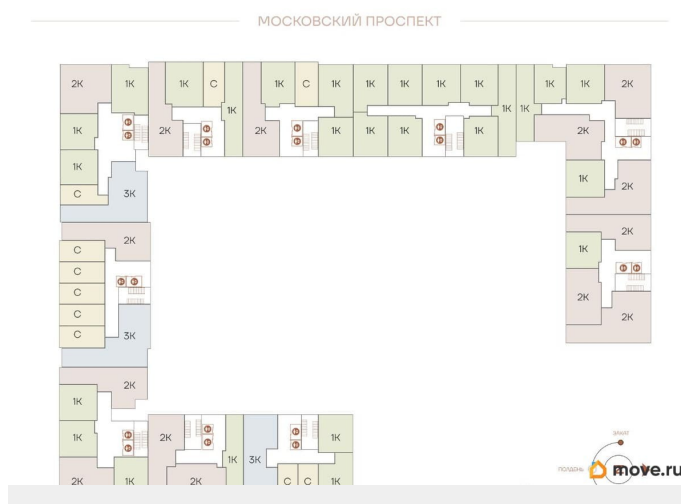 МОСКОВСКИЙ ПРОСПЕКТ
2К 1К 1К С 1К С 1К 1К 1К 1К 1К 1К 1К 2К
1К 1К 1К 1К
1К 2К 2К 1К 1К 1К 1К 2К
1К
1К 2К
С 3К
2К 2К
С 1К
С
С 2К 2К
С
С 3К
2К
1К
1К 2К 1К
1К 3К
2К 1К 2К С С 1К
ЗАКАТ
ПОЛДЕНЬ
move.ru